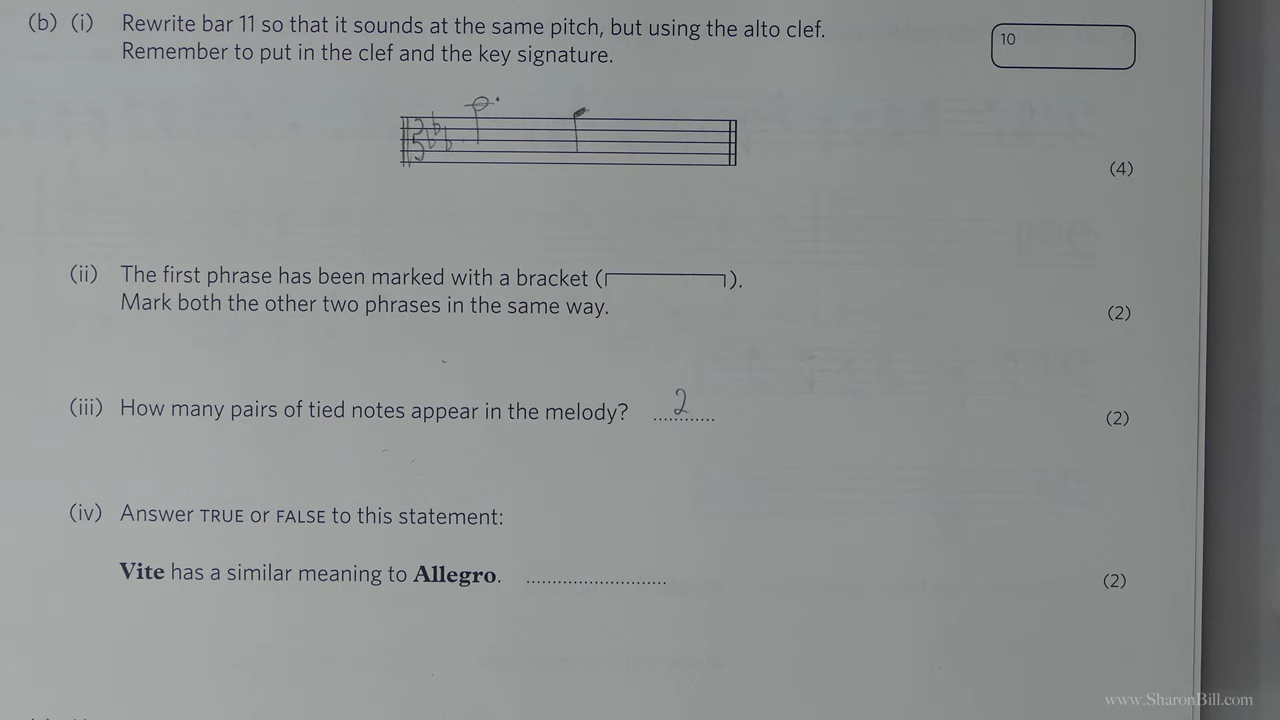 (b) (i) Rewrite bar 11 so that it sounds at the same pitch, but using the alto clef.
Remember to put in the clef and the key signature.
10
(4)
(ii) The first phrase has been marked with a bracket ( ).
Mark both the other two phrases in the same way.
(2)
(iii) How many pairs of tied notes appear in the melody? 2
(2)
(iv) Answer TRUE or FALSE to this statement:
Vite has a similar meaning to Allegro. ...........................
(2)
www.SharonBill.com